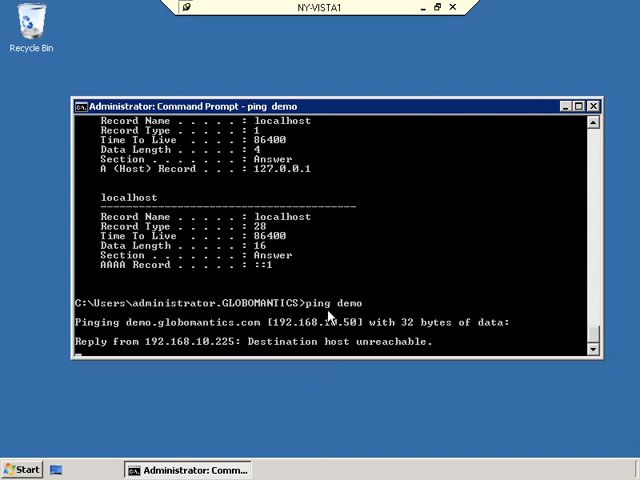 NY-VISTA1
Recycle Bin
Administrator: Command Prompt - ping demo
Record Name . . . . . : localhost
Record Type . . . . . : 1
Time To Live . . . . : 86400
Data Length . . . . . : 4
Section . . . . . . . : Answer
A (Host) Record . . . : 127.0.0.1
localhost
----------------------------------------
Record Name . . . . . : localhost
Record Type . . . . . : 28
Time To Live . . . . : 86400
Data Length . . . . . : 16
Section . . . . . . . : Answer
AAAA Record . . . . . : ::1
C:\Users\administrator.GLOBOMANTICS>ping demo
Pinging demo.globomantics.com [192.168.10.50] with 32 bytes of data:
Reply from 192.168.10.225: Destination host unreachable.
Start
Administrator: Comm...